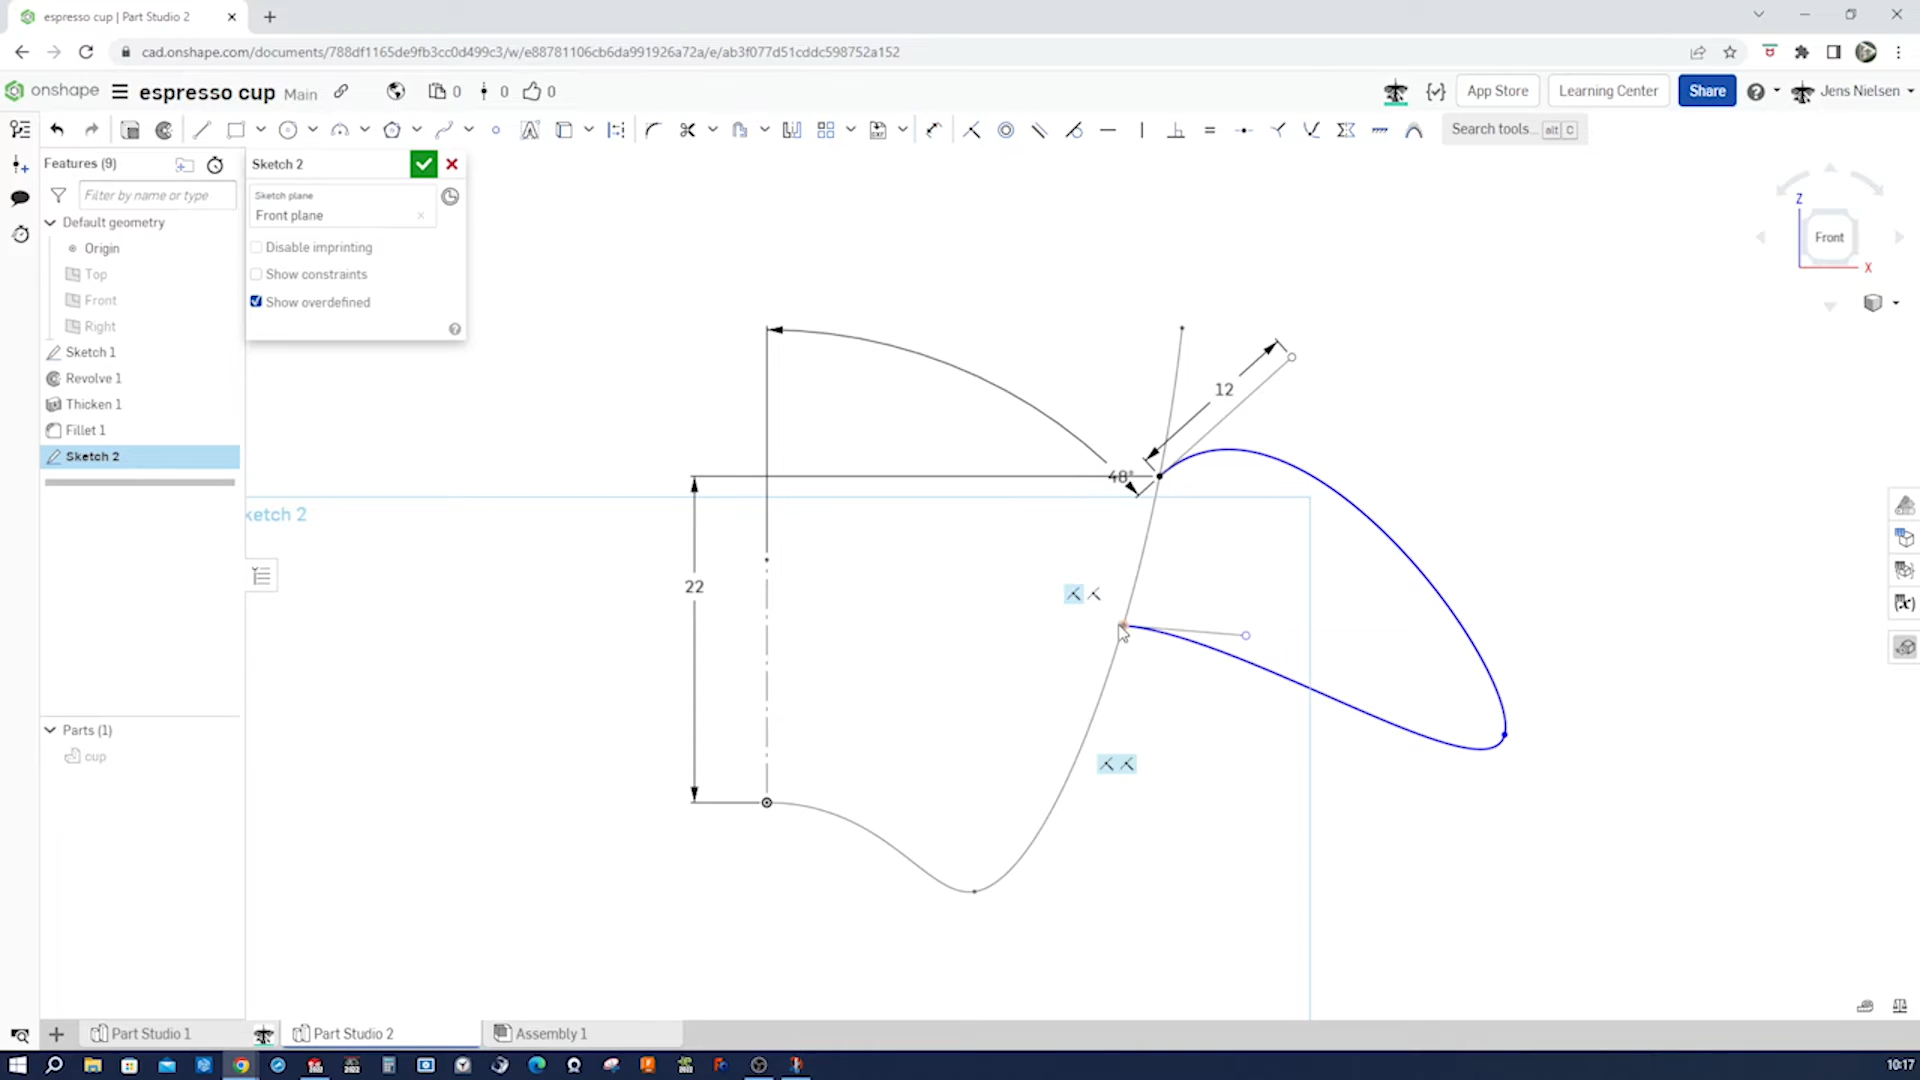 espresso cup | Part Studio 2
cad.onshape.com/documents/788df1165de9fb3cc0d499c3/w/e88781106cb6da991926a72a/e/ab3f077d51cddc598752a152
onshape
espresso cup Main
0
0
0
App Store
Learning Center
Share
Jens Nielsen
Search tools... alt C
Features (9)
Filter by name or type
Default geometry
Origin
Top
Front
Right
Sketch 1
Revolve 1
Thicken 1
Fillet 1
Sketch 2
Parts (1)
cup
Sketch 2
Sketch plane
Front plane
Disable imprinting
Show constraints
Show overdefined
ketch 2
12
48°
22
Z
Front
X
(x)
Part Studio 1
Part Studio 2
Assembly 1
10:17